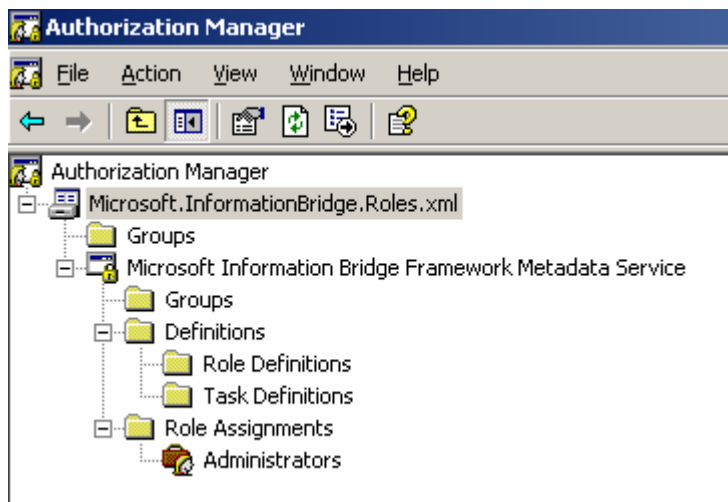 Authorization Manager
File Action View Window Help
Authorization Manager
Microsoft.InformationBridge.Roles.xml
Groups
Microsoft Information Bridge Framework Metadata Service
Groups
Definitions
Role Definitions
Task Definitions
Role Assignments
Administrators